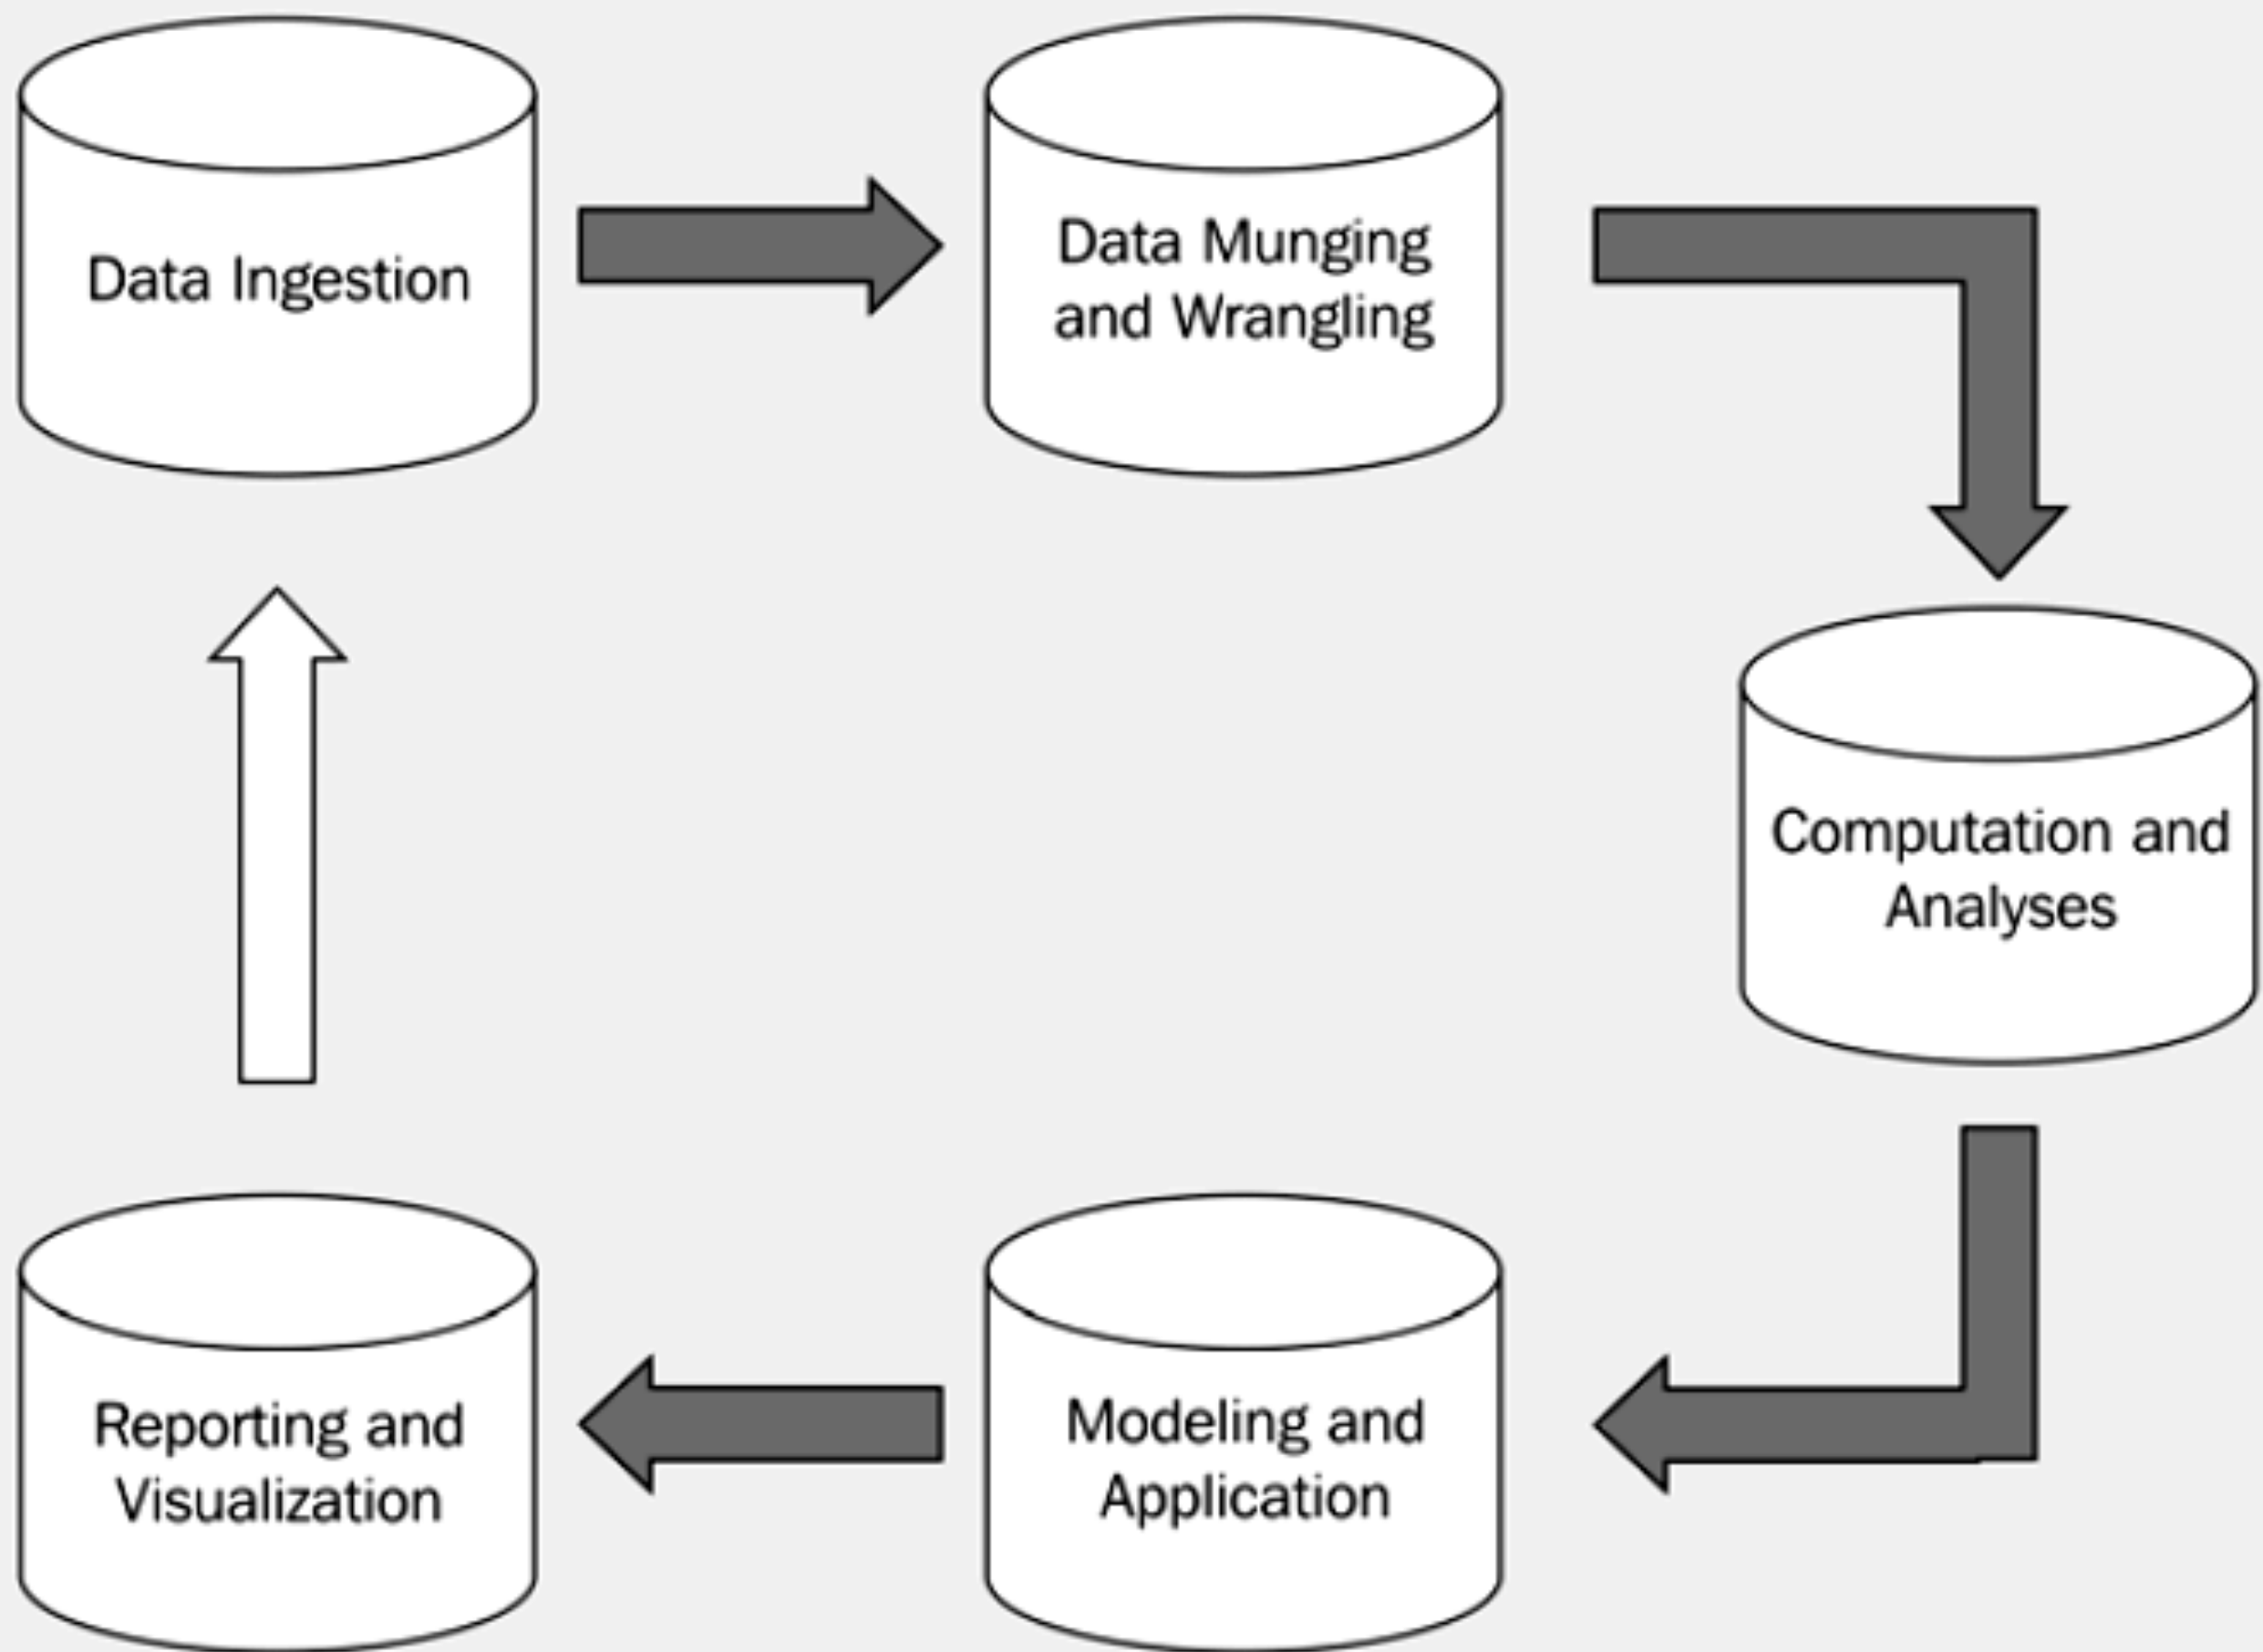 Data Ingestion
Data Munging
and Wrangling
Computation and
Analyses
Modeling and
Application
Reporting and
Visualization